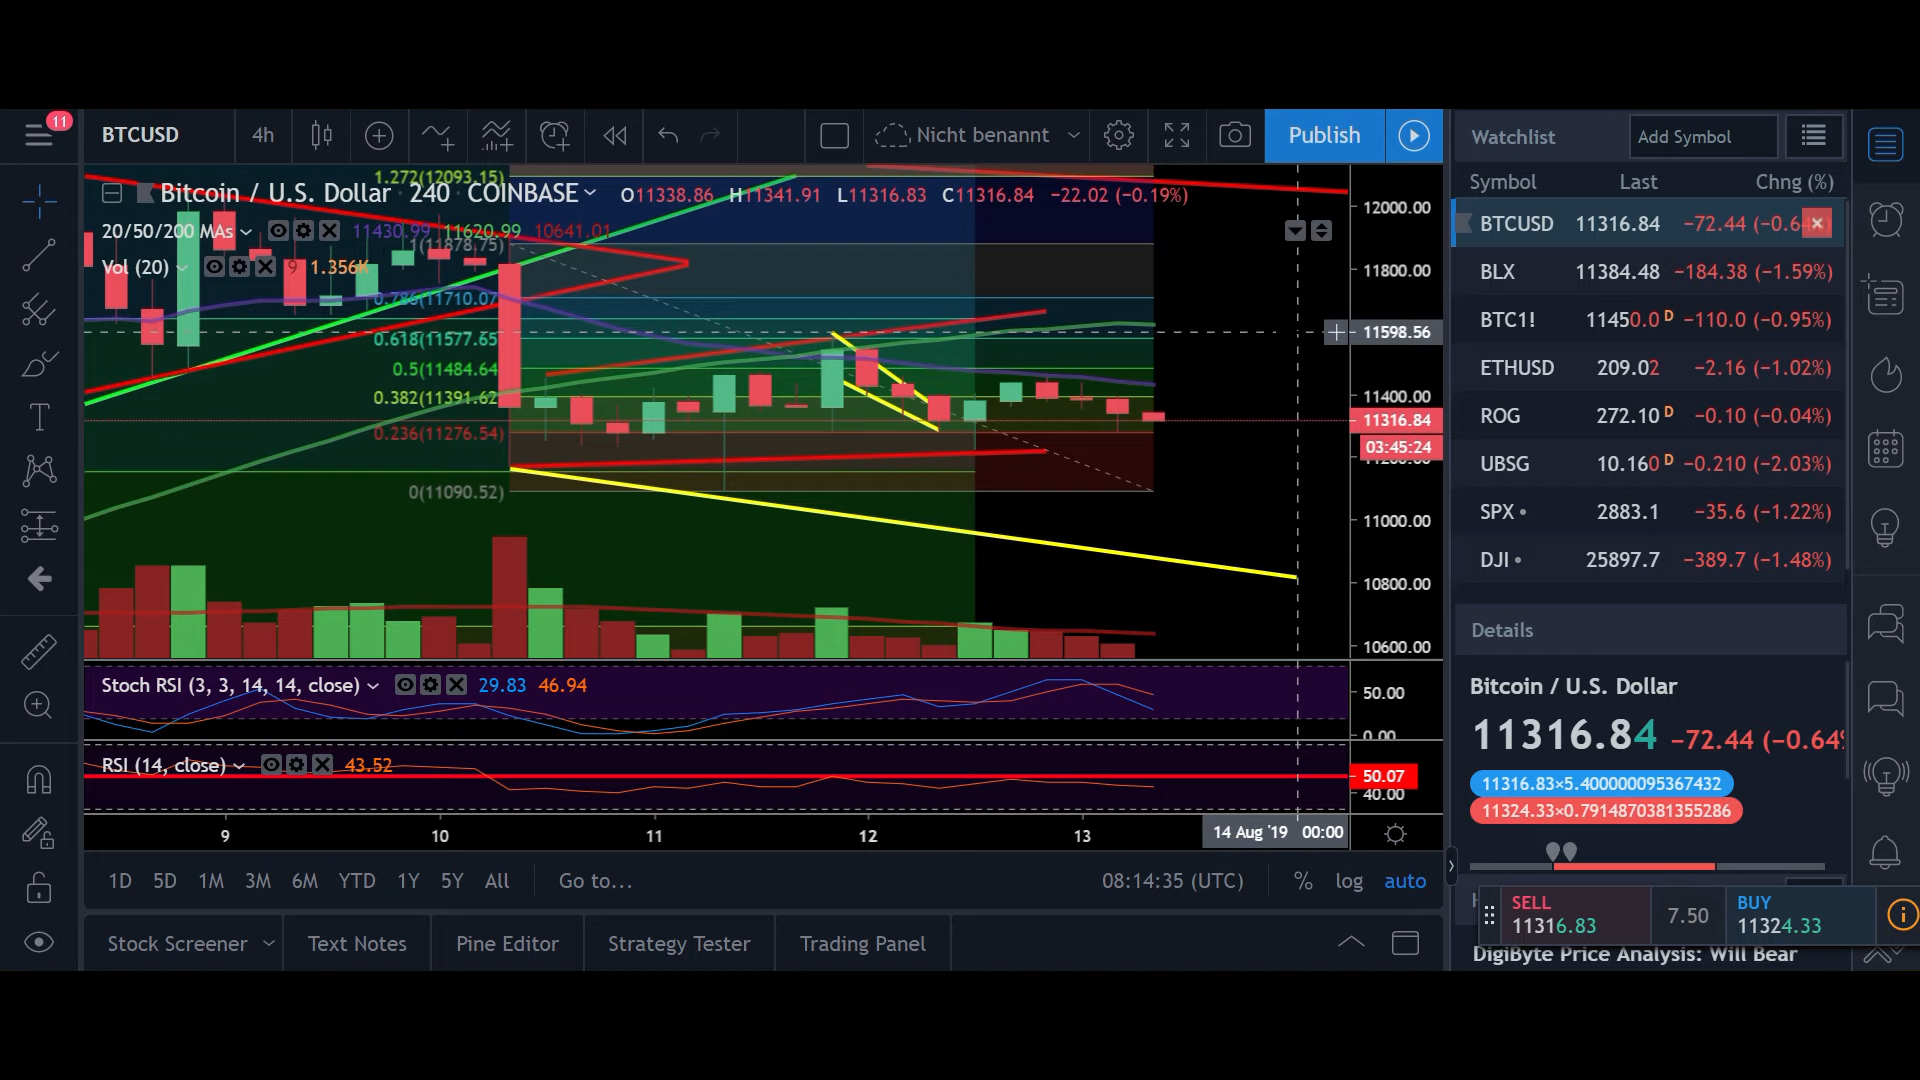 11
BTCUSD 4h Nicht benannt Publish
Bitcoin / U.S. Dollar 240 COINBASE O11338.86 H11341.91 L11316.83 C11316.84 −22.02 (−0.19%)
20/50/200 MAs 11430.99 11620.99 10641.01
Vol (20) 9 1.356K
1.272(12093.15)
1(11878.75)
0.786(11710.07)
0.618(11577.65)
0.5(11484.64)
0.382(11391.62)
0.236(11276.54)
0(11090.52)
12000.00
11800.00
11598.56
11400.00
11316.84
03:45:24
11000.00
10800.00
10600.00
Stoch RSI (3, 3, 14, 14, close) 29.83 46.94
50.00
0.00
RSI (14, close) 43.52
50.07
40.00
9 10 11 12 13 14 Aug '19 00:00
1D 5D 1M 3M 6M YTD 1Y 5Y All Go to... 08:14:35 (UTC) % log auto
Stock Screener Text Notes Pine Editor Strategy Tester Trading Panel
Watchlist Add Symbol
Symbol Last Chng (%)
BTCUSD 11316.84 −72.44 (−0.64
BLX 11384.48 −184.38 (−1.59%)
BTC1! 11450.0 D −110.0 (−0.95%)
ETHUSD 209.02 −2.16 (−1.02%)
ROG 272.10 D −0.10 (−0.04%)
UBSG 10.160 D −0.210 (−2.03%)
SPX • 2883.1 −35.6 (−1.22%)
DJI • 25897.7 −389.7 (−1.48%)
Details
Bitcoin / U.S. Dollar
11316.84 −72.44 (−0.64%
11316.83×5.400000095367432
11324.33×0.7914870381355286
SELL 11316.83
7.50
BUY 11324.33
DigiByte Price Analysis: Will Bear